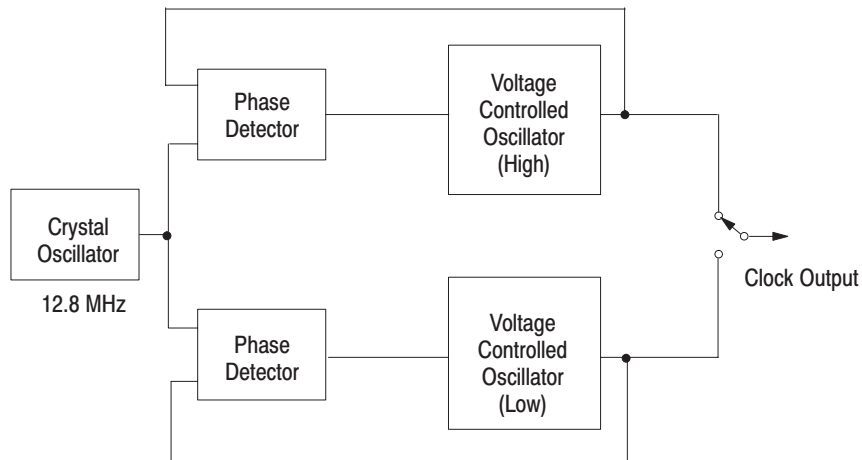 Phase
Detector
Voltage
Controlled
Oscillator
(High)
Crystal
Oscillator
12.8 MHz
Clock Output
Phase
Detector
Voltage
Controlled
Oscillator
(Low)